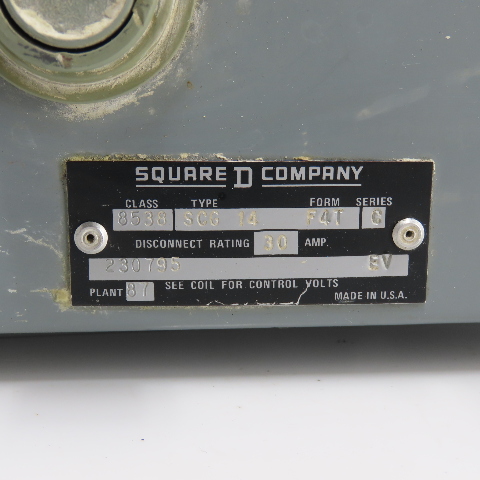 SQUARE D COMPANY
CLASS TYPE FORM SERIES
8538 SCG 14 F4T C
DISCONNECT RATING 30 AMP.
230795 EV
PLANT 37 SEE COIL FOR CONTROL VOLTS
MADE IN U.S.A.